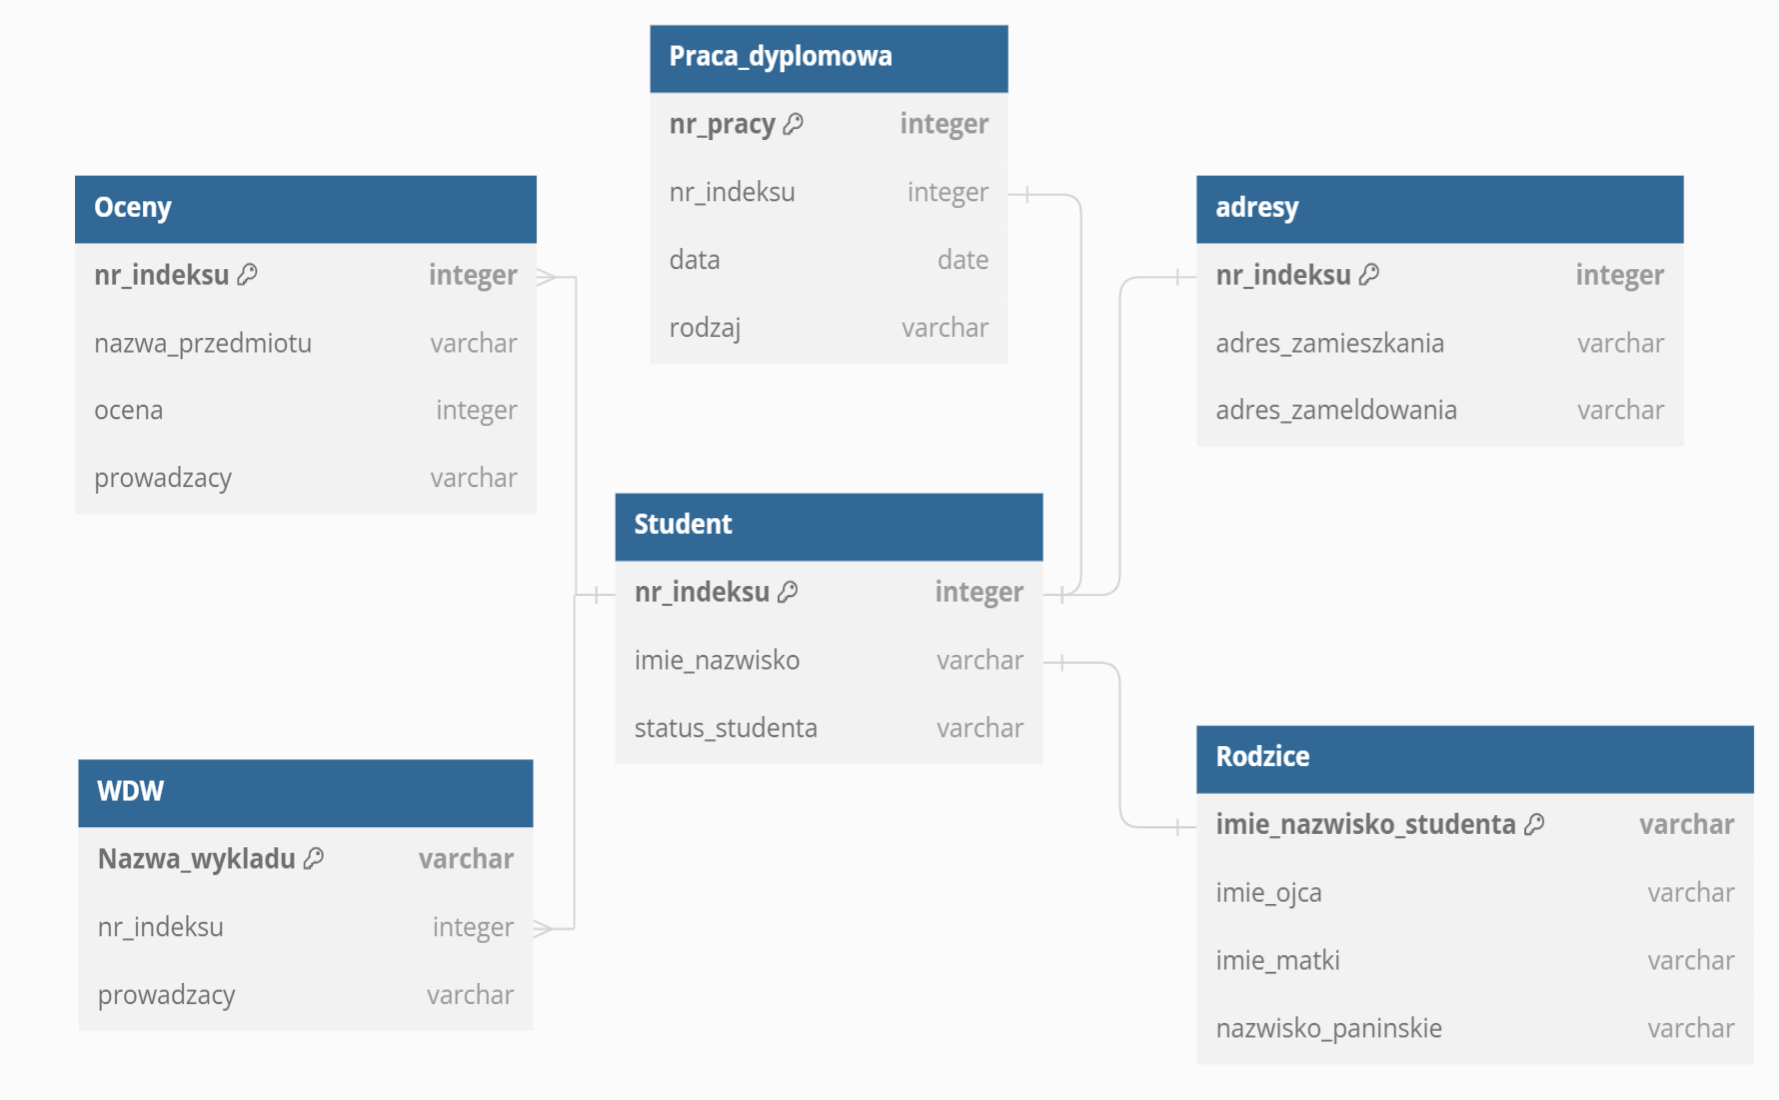 Praca_dyplomowa
nr_pracy integer
nr_indeksu integer
data date
rodzaj varchar
Oceny
nr_indeksu integer
nazwa_przedmiotu varchar
ocena integer
prowadzacy varchar
adresy
nr_indeksu integer
adres_zamieszkania varchar
adres_zameldowania varchar
Student
nr_indeksu integer
imie_nazwisko varchar
status_studenta varchar
WDW
Nazwa_wykladu varchar
nr_indeksu integer
prowadzacy varchar
Rodzice
imie_nazwisko_studenta varchar
imie_ojca varchar
imie_matki varchar
nazwisko_paninskie varchar